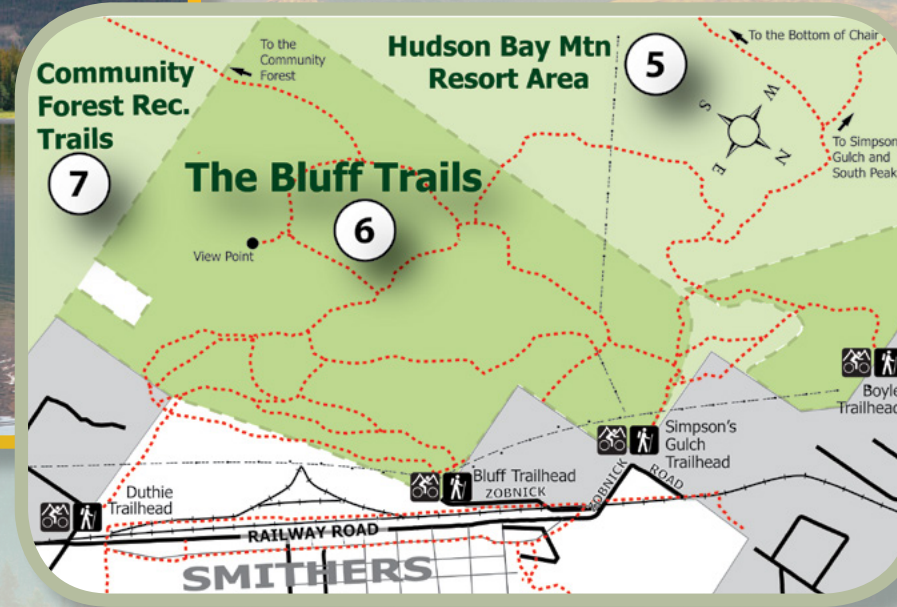 To the
Community
Forest
Hudson Bay Mtn
Resort Area
5
To the Bottom of Chair
Community
Forest Rec.
Trails
7
S
W
E
N
To Simpson
Gulch and
South Peak
The Bluff Trails
6
View Point
Boyle
Trailhead
Simpson's
Gulch
Trailhead
Bluff Trailhead
ZOBNICK
ZOBNICK
ROAD
Duthie
Trailhead
RAILWAY ROAD
SMITHERS